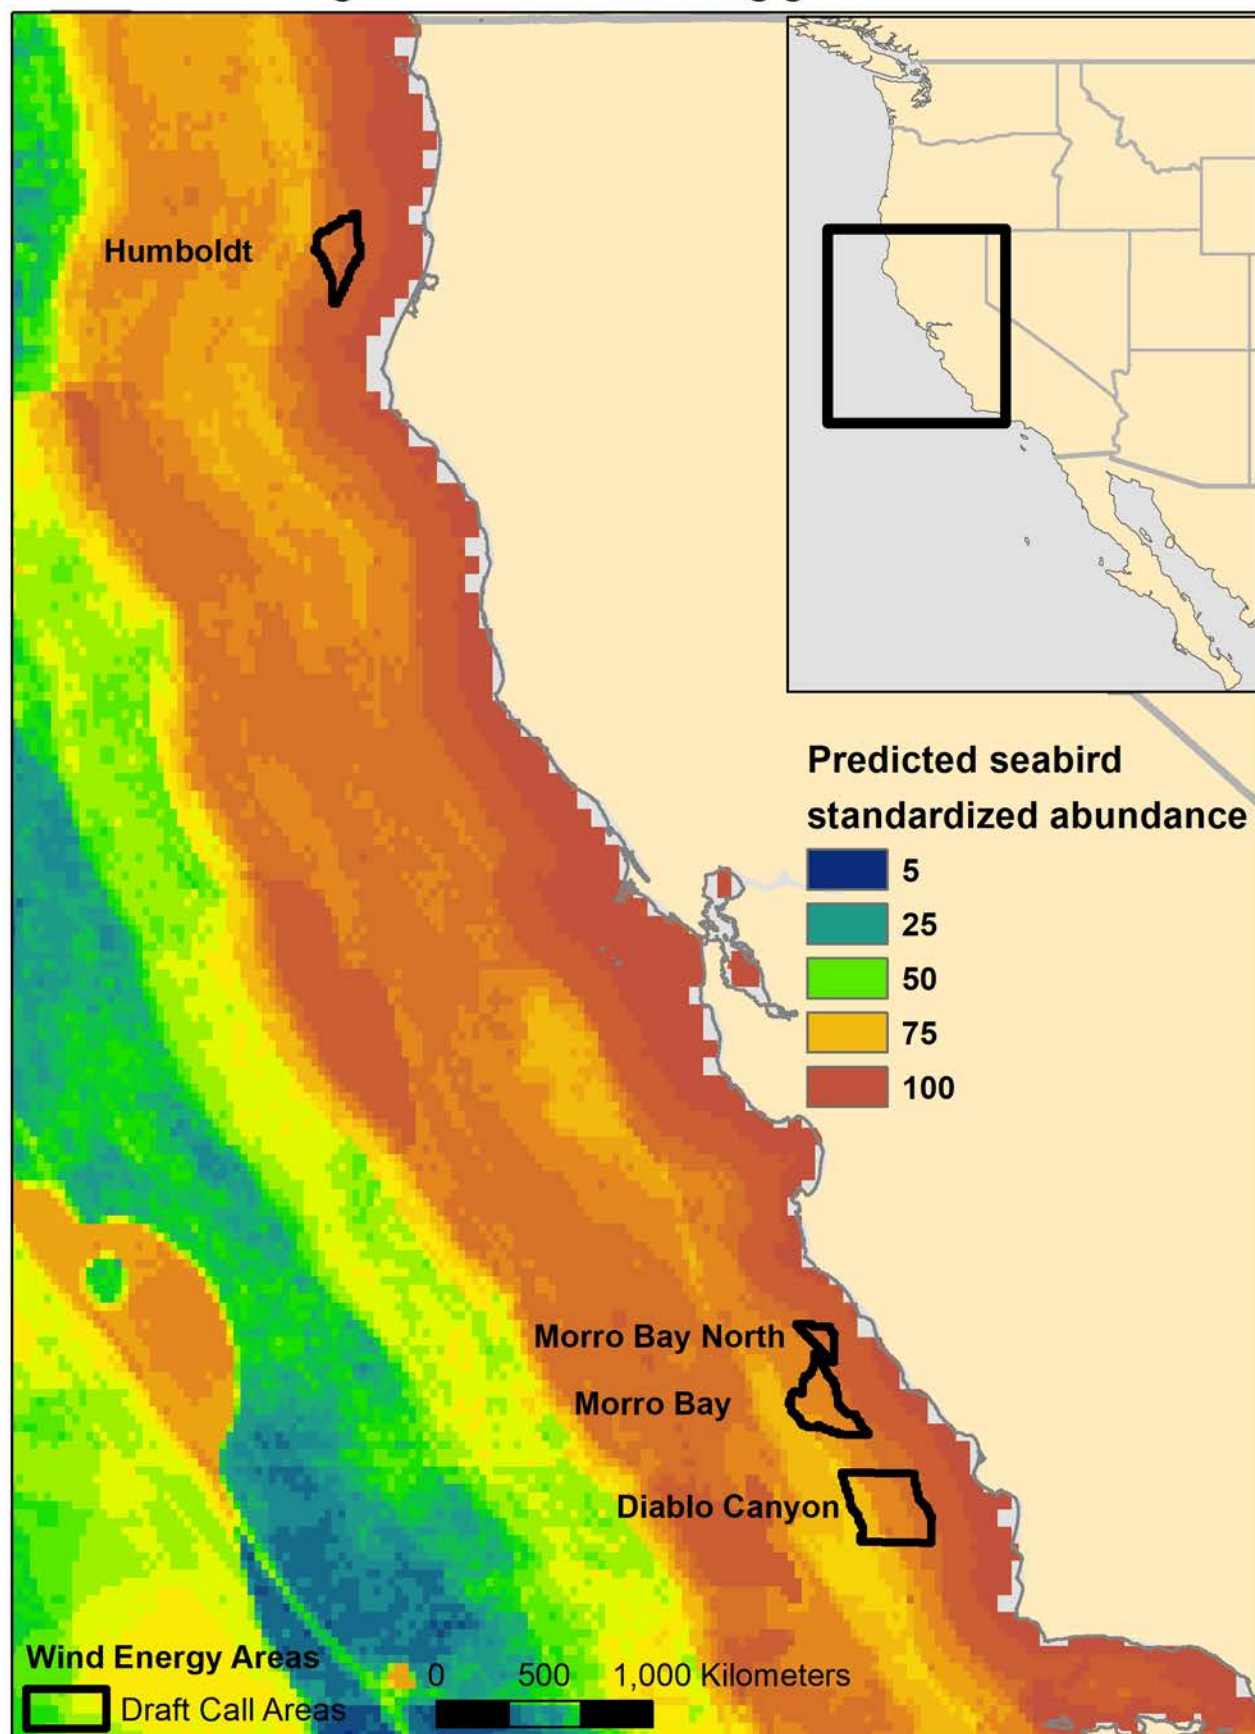 Humboldt
Predicted seabird
standardized abundance
5
25
50
75
100
Morro Bay North
Morro Bay
Diablo Canyon
Wind Energy Areas
Draft Call Areas
0 500 1,000 Kilometers